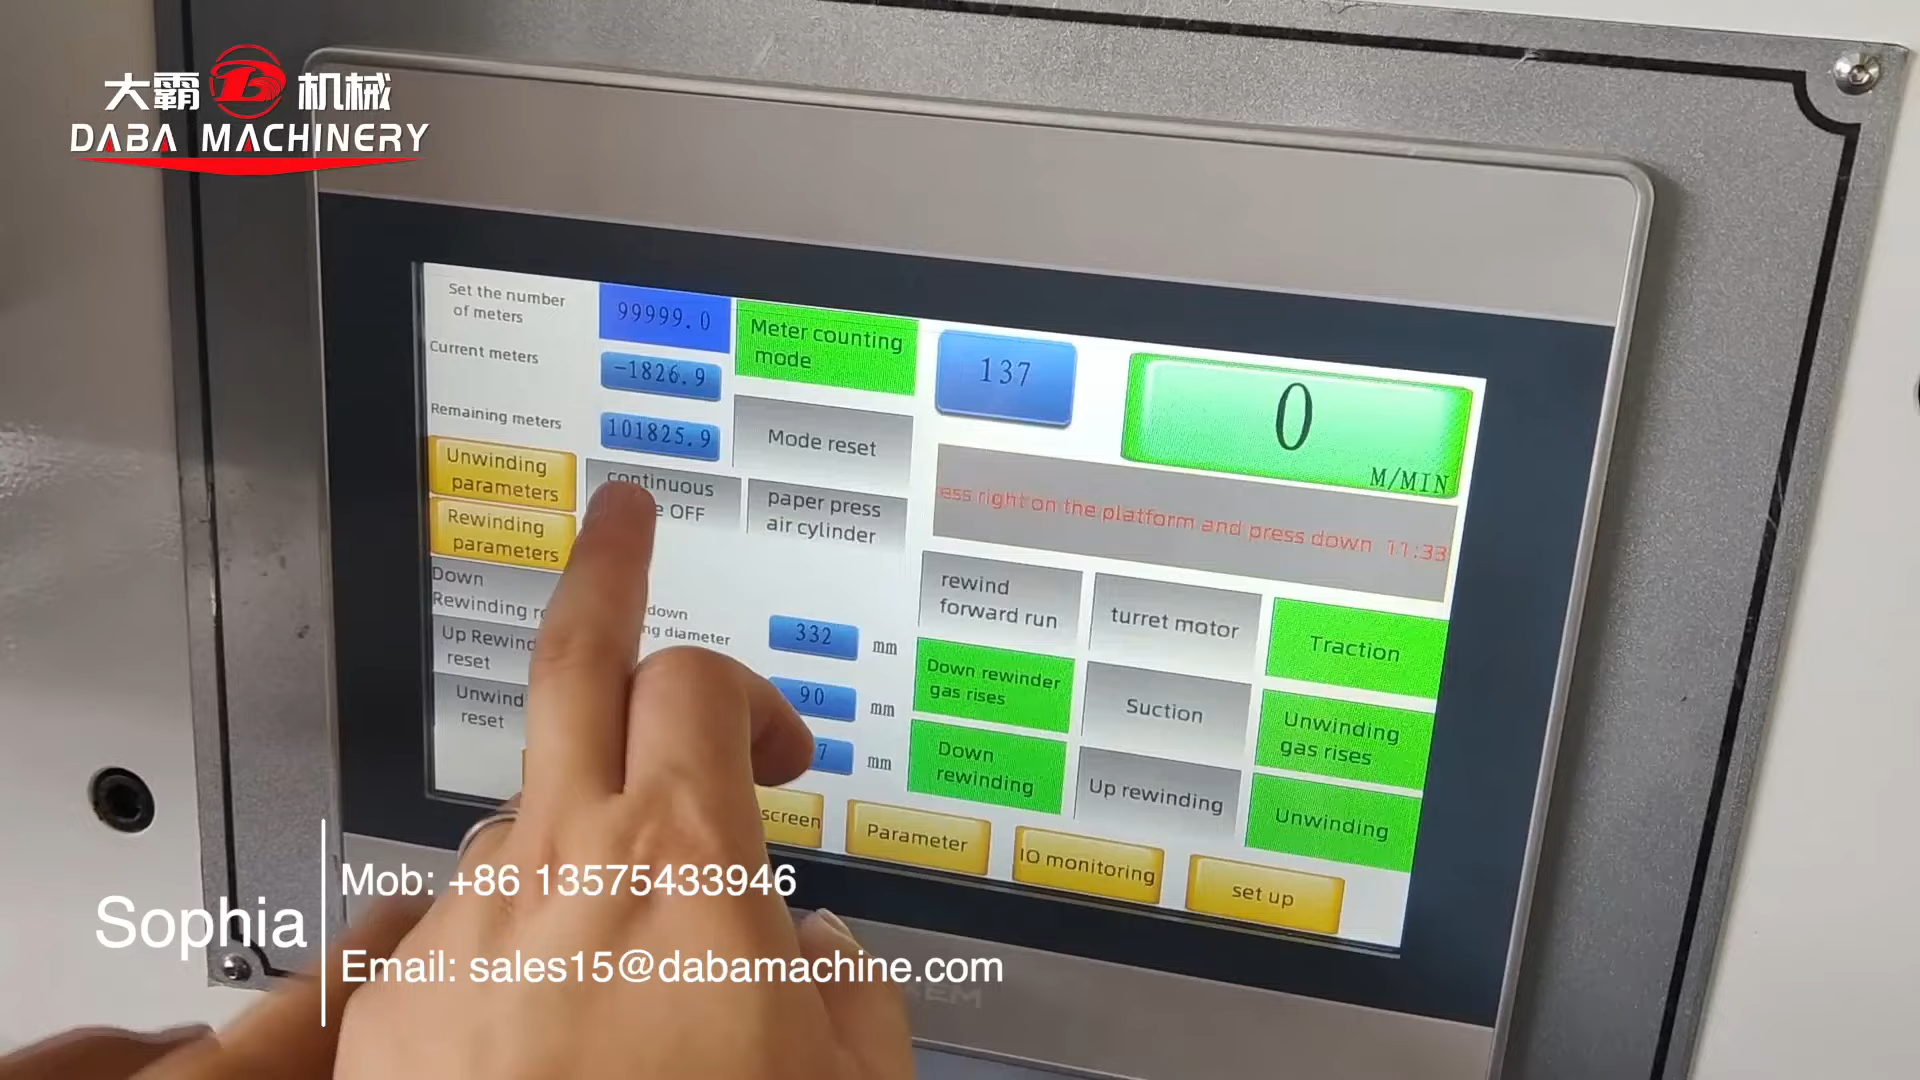 大霸 机械
DABA MACHINERY
Set the number
of meters
99999.0
Meter counting
mode
Current meters
-1826.9
137
0
M/MIN
Remaining meters
101825.9
Mode reset
Unwinding
parameters
continuous
OFF
paper press
air cylinder
right on the platform and press down 11:33
Rewinding
parameters
Down
Rewinding
rewind
forward run
turret motor
Traction
down
diameter
332
mm
Up Rewind
reset
Down rewinder
gas rises
Suction
Unwinding
gas rises
90
mm
Unwind
reset
7
mm
Down
rewinding
Up rewinding
Unwinding
screen
Parameter
IO monitoring
set up
Sophia
Mob: +86 13575433946
Email: sales15@dabamachine.com